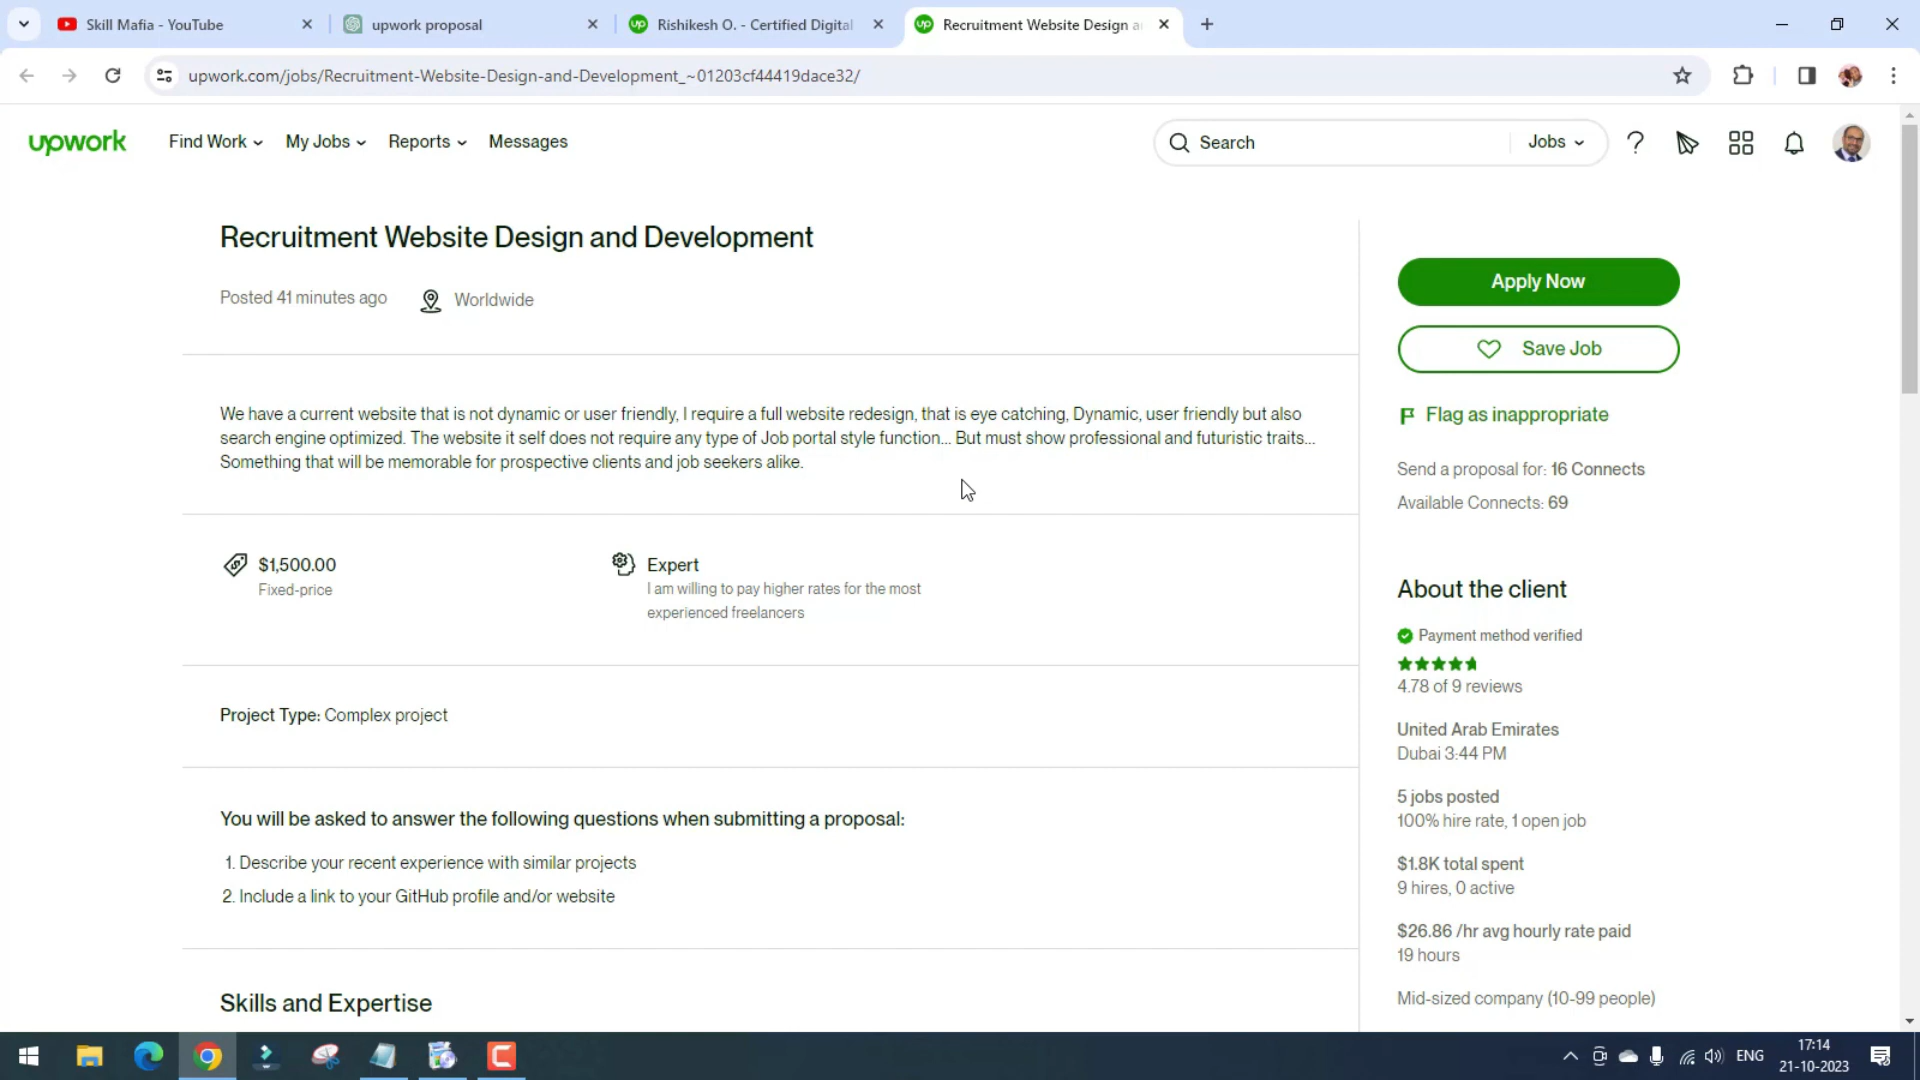 Skill Mafia - YouTube
upwork proposal
Rishikesh O. - Certified Digital
Recruitment Website Design a
upwork.com/jobs/Recruitment-Website-Design-and-Development_~01203cf44419dace32/
upwork
Find Work
My Jobs
Reports
Messages
Search
Jobs
Recruitment Website Design and Development
Posted 41 minutes ago
Worldwide
We have a current website that is not dynamic or user friendly, I require a full website redesign, that is eye catching, Dynamic, user friendly but also
search engine optimized. The website it self does not require any type of Job portal style function... But must show professional and futuristic traits...
Something that will be memorable for prospective clients and job seekers alike.
$1,500.00
Fixed-price
Expert
I am willing to pay higher rates for the most
experienced freelancers
Project Type: Complex project
You will be asked to answer the following questions when submitting a proposal:
1. Describe your recent experience with similar projects
2. Include a link to your GitHub profile and/or website
Skills and Expertise
Apply Now
Save Job
Flag as inappropriate
Send a proposal for: 16 Connects
Available Connects: 69
About the client
Payment method verified
4.78 of 9 reviews
United Arab Emirates
Dubai 3:44 PM
5 jobs posted
100% hire rate, 1 open job
$1.8K total spent
9 hires, 0 active
$26.86 /hr avg hourly rate paid
19 hours
Mid-sized company (10-99 people)
ENG
17:14
21-10-2023